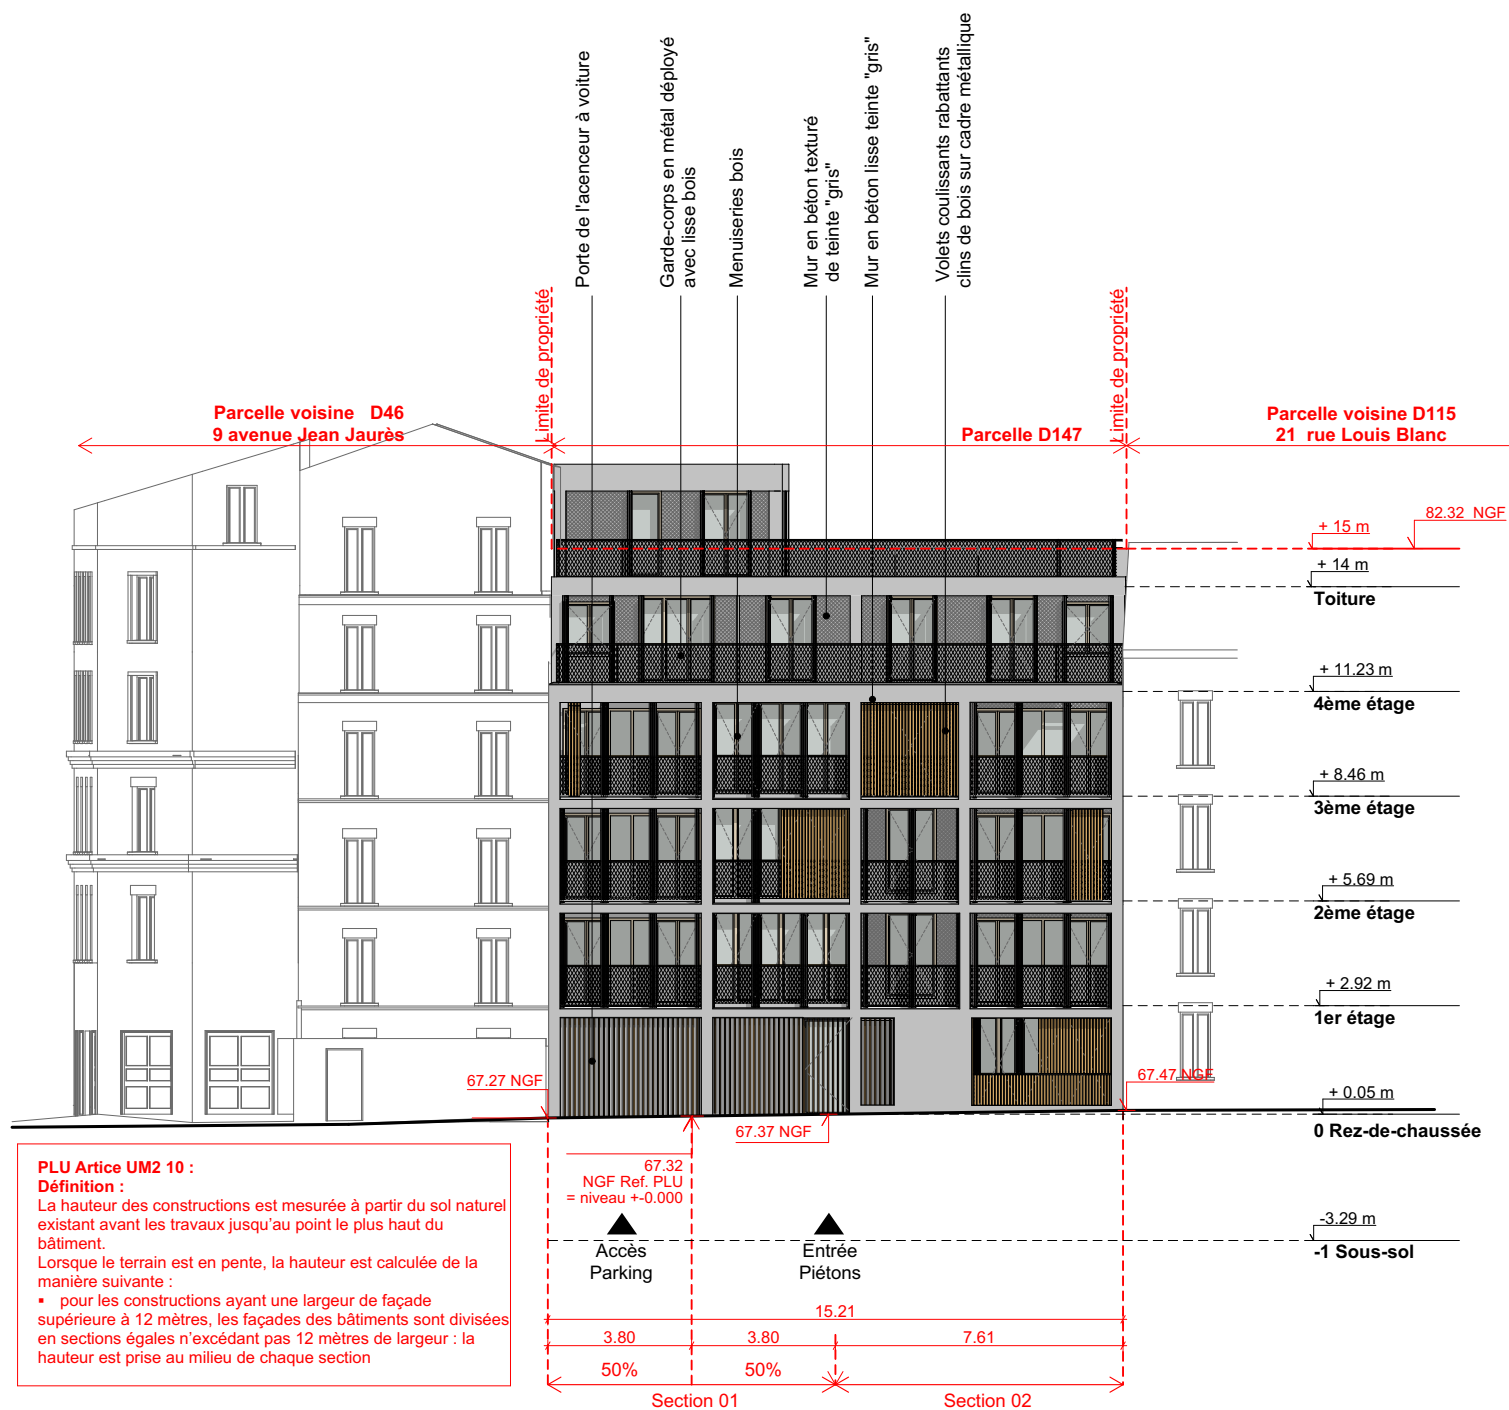 Porte de l'acenceur à voiture
Garde-corps en métal déployé
avec lisse bois
Menuiseries bois
Mur en béton texturé
de teinte "gris"
Mur en béton lisse teinte "gris"
Volets coulissants rabattants
clins de bois sur cadre métallique
Limite de propriété
Limite de propriété
Parcelle voisine D46
9 avenue Jean Jaurès
Parcelle D147
Parcelle voisine D115
21 rue Louis Blanc
+ 15 m
82.32 NGF
+ 14 m
Toiture
+ 11.23 m
4ème étage
+ 8.46 m
3ème étage
+ 5.69 m
2ème étage
+ 2.92 m
1er étage
67.27 NGF
67.47 NGF
+ 0.05 m
0 Rez-de-chaussée
67.37 NGF
67.32
NGF Ref. PLU
= niveau +-0.000
-3.29 m
-1 Sous-sol
Accès
Parking
Entrée
Piétons
PLU Artice UM2 10 :
Définition :
La hauteur des constructions est mesurée à partir du sol naturel
existant avant les travaux jusqu'au point le plus haut du
bâtiment.
Lorsque le terrain est en pente, la hauteur est calculée de la
manière suivante :
▪ pour les constructions ayant une largeur de façade
supérieure à 12 mètres, les façades des bâtiments sont divisées
en sections égales n'excédant pas 12 mètres de largeur : la
hauteur est prise au milieu de chaque section
15.21
3.80
3.80
7.61
50%
50%
Section 01
Section 02